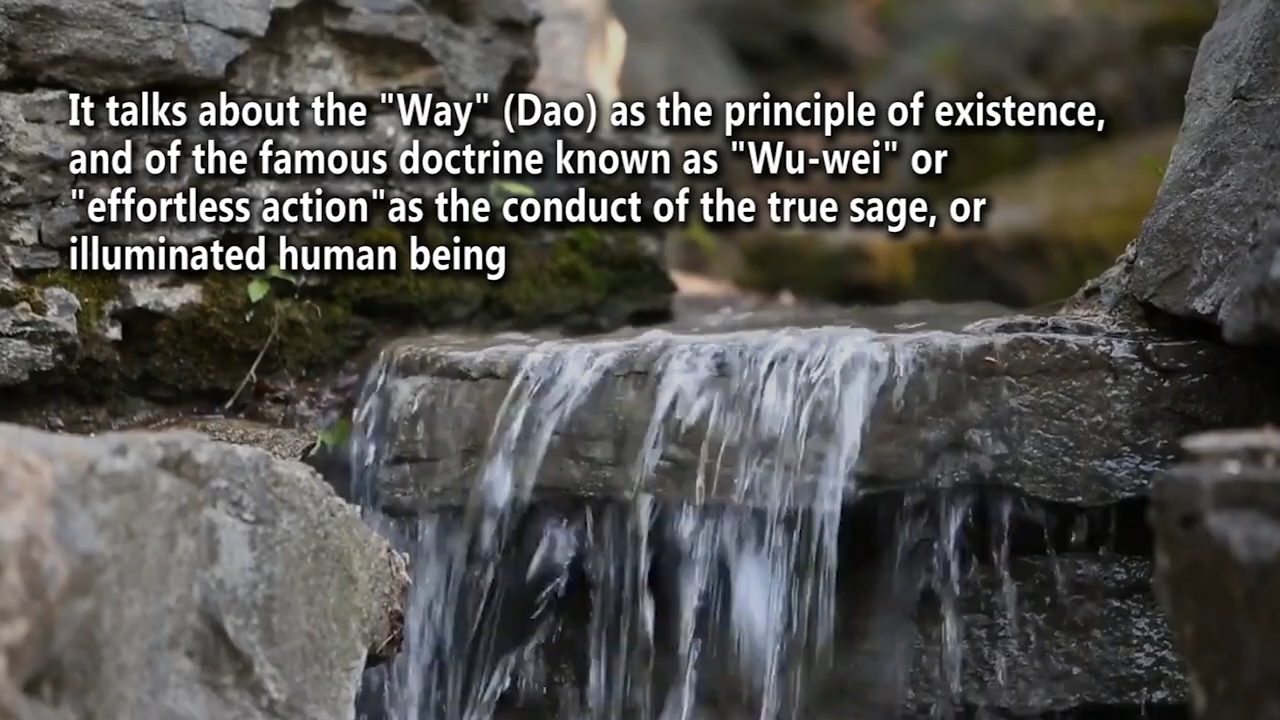 It talks about the "Way" (Dao) as the principle of existence,
and of the famous doctrine known as "Wu-wei" or
"effortless action"as the conduct of the true sage, or
illuminated human being